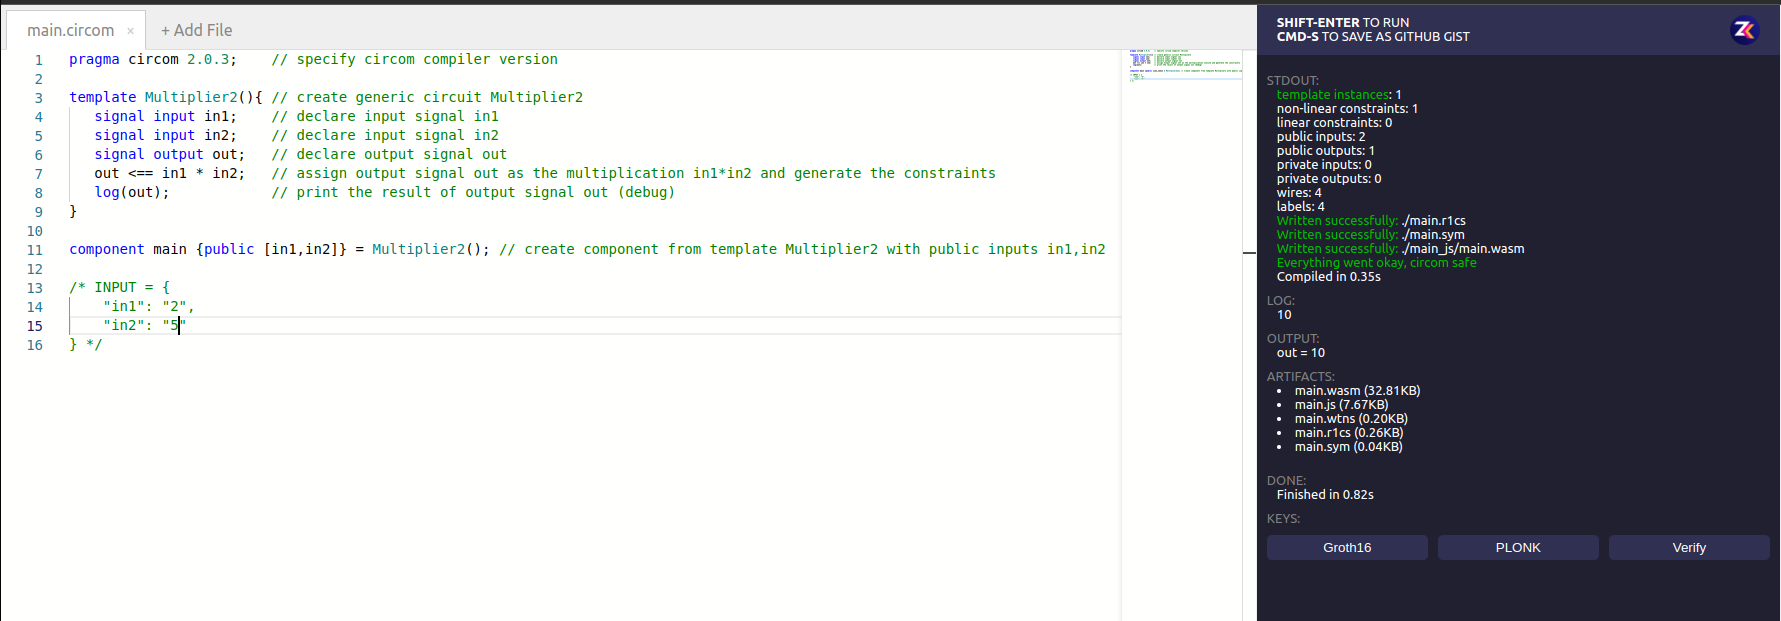 main.circom ×
+ Add File
1 pragma circom 2.0.3;    // specify circom compiler version
2
3 template Multiplier2(){ // create generic circuit Multiplier2
4    signal input in1;    // declare input signal in1
5    signal input in2;    // declare input signal in2
6    signal output out;   // declare output signal out
7    out <== in1 * in2;   // assign output signal out as the multiplication in1*in2 and generate the constraints
8    log(out);            // print the result of output signal out (debug)
9 }
10
11 component main {public [in1,in2]} = Multiplier2(); // create component from template Multiplier2 with public inputs in1,in2
12
13 /* INPUT = {
14     "in1": "2",
15     "in2": "5"
16 } */
SHIFT-ENTER TO RUN
CMD-S TO SAVE AS GITHUB GIST
STDOUT:
template instances: 1
non-linear constraints: 1
linear constraints: 0
public inputs: 2
public outputs: 1
private inputs: 0
private outputs: 0
wires: 4
labels: 4
Written successfully: ./main.r1cs
Written successfully: ./main.sym
Written successfully: ./main_js/main.wasm
Everything went okay, circom safe
Compiled in 0.35s
LOG:
10
OUTPUT:
out = 10
ARTIFACTS:
• main.wasm (32.81KB)
• main.js (7.67KB)
• main.wtns (0.20KB)
• main.r1cs (0.26KB)
• main.sym (0.04KB)
DONE:
Finished in 0.82s
KEYS:
Groth16
PLONK
Verify